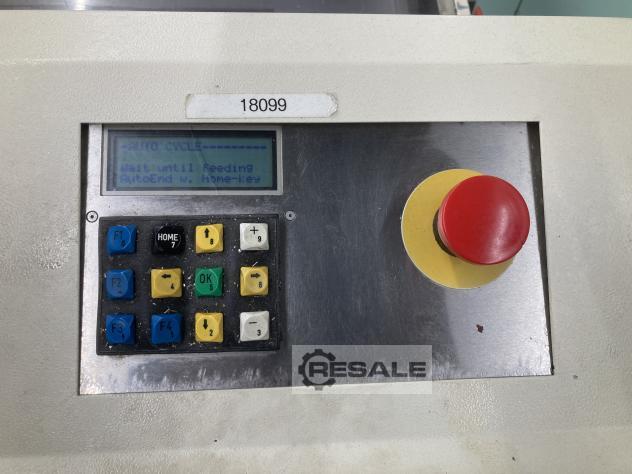 18099
-AUTO CYCLE----------
Wait until feeding
AutoEnd w. home-key
F1
HOME 7 ↑ 8 + 9
F2 ← 4 OK 5 → 6
F3 F4 ↓ 2 - 3
RESALE